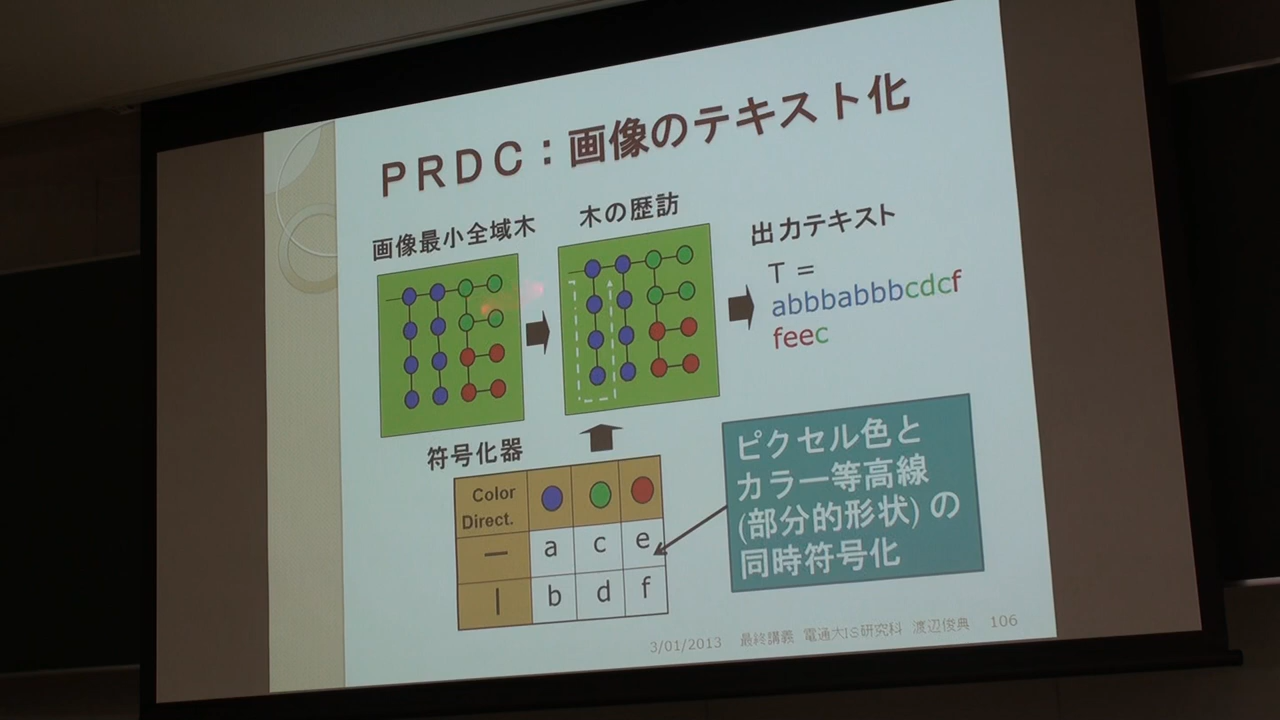 PRDC：画像のテキスト化
画像最小全域木
木の歴訪
出力テキスト
T =
abbbabbbcdcf
feec
符号化器
Color
Direct.
a c e
b d f
ピクセル色と
カラー等高線
(部分的形状) の
同時符号化
3/01/2013 最終講義 電通大IS研究科 渡辺俊典 106